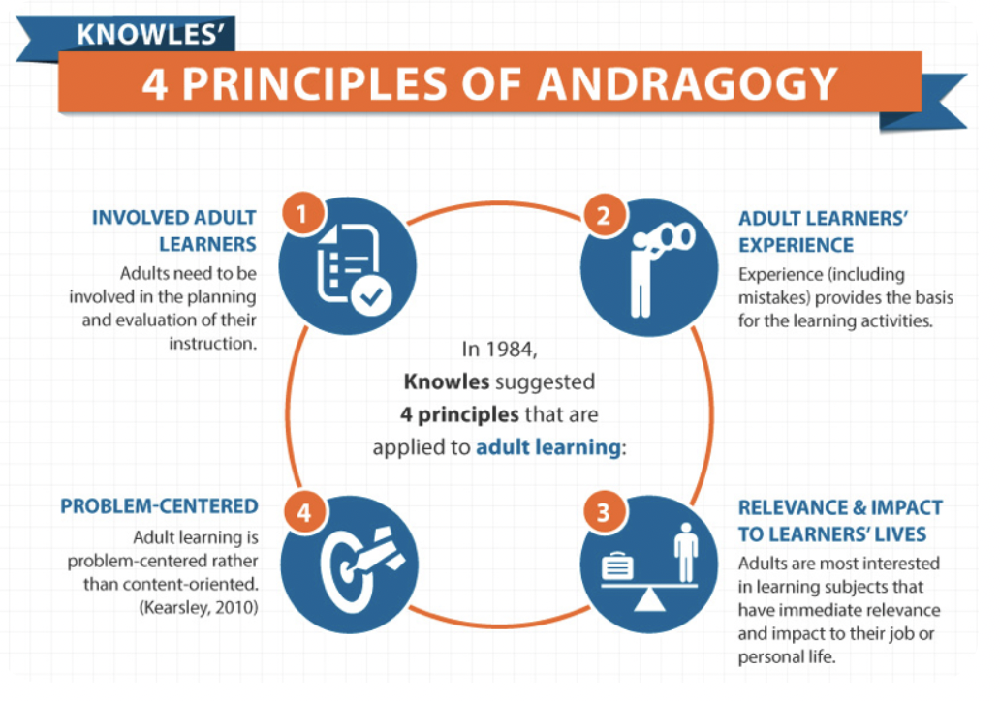 KNOWLES’
4 PRINCIPLES OF ANDRAGOGY
1
INVOLVED ADULT
LEARNERS
Adults need to be
involved in the planning
and evaluation of their
instruction.
2
ADULT LEARNERS’
EXPERIENCE
Experience (including
mistakes) provides the basis
for the learning activities.
In 1984,
Knowles suggested
4 principles that are
applied to adult learning:
3
RELEVANCE & IMPACT
TO LEARNERS’ LIVES
Adults are most interested
in learning subjects that
have immediate relevance
and impact to their job or
personal life.
4
PROBLEM-CENTERED
Adult learning is
problem-centered rather
than content-oriented.
(Kearsley, 2010)